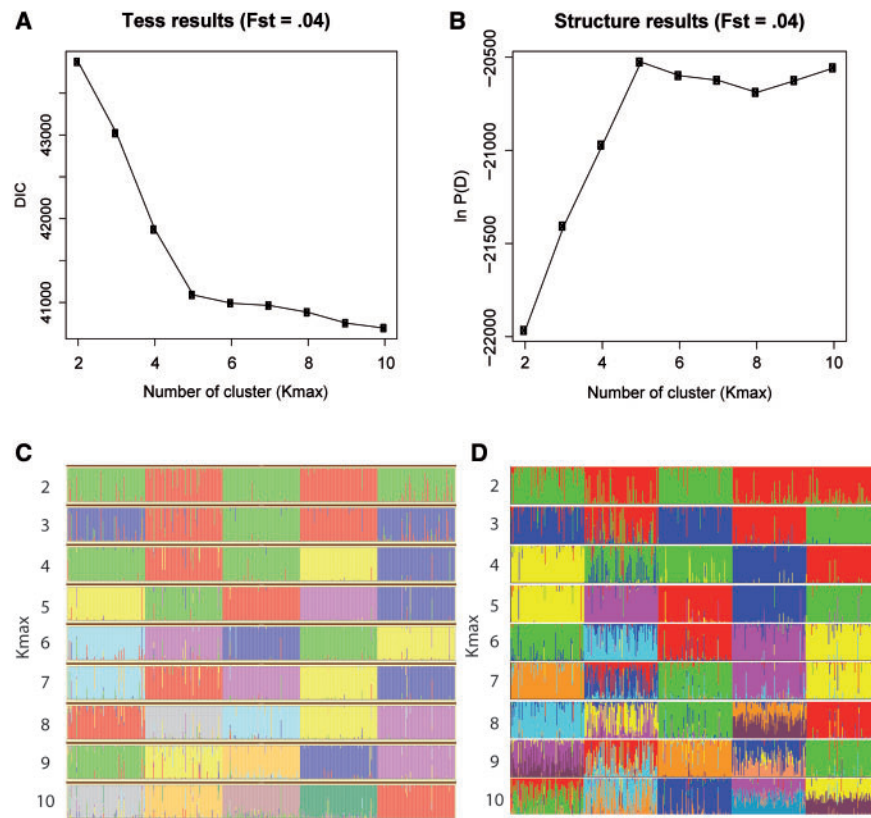 A
Tess results (Fst = .04)
DIC
43000
42000
41000
2 4 6 8 10
Number of cluster (Kmax)
B
Structure results (Fst = .04)
ln P(D)
−20500
−21000
−21500
−22000
2 4 6 8 10
Number of cluster (Kmax)
C
Kmax
2
3
4
5
6
7
8
9
10
D
2
3
4
5
6
7
8
9
10